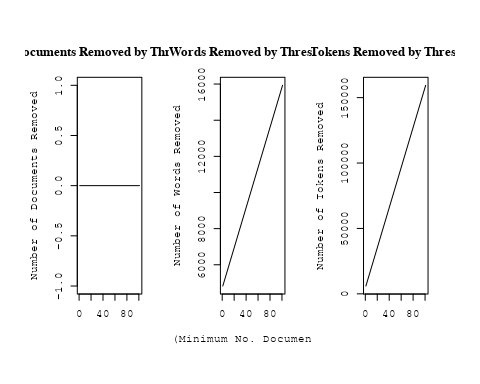 ocuments Removed by Thr
Words Removed by Thres
Tokens Removed by Thres
Number of Documents Removed
1.0
0.5
0.0
−0.5
−1.0
0 40 80
Number of Words Removed
16000
12000
8000
6000
0 40 80
Number of Tokens Removed
150000
100000
50000
0
0 40 80
(Minimum No. Documen